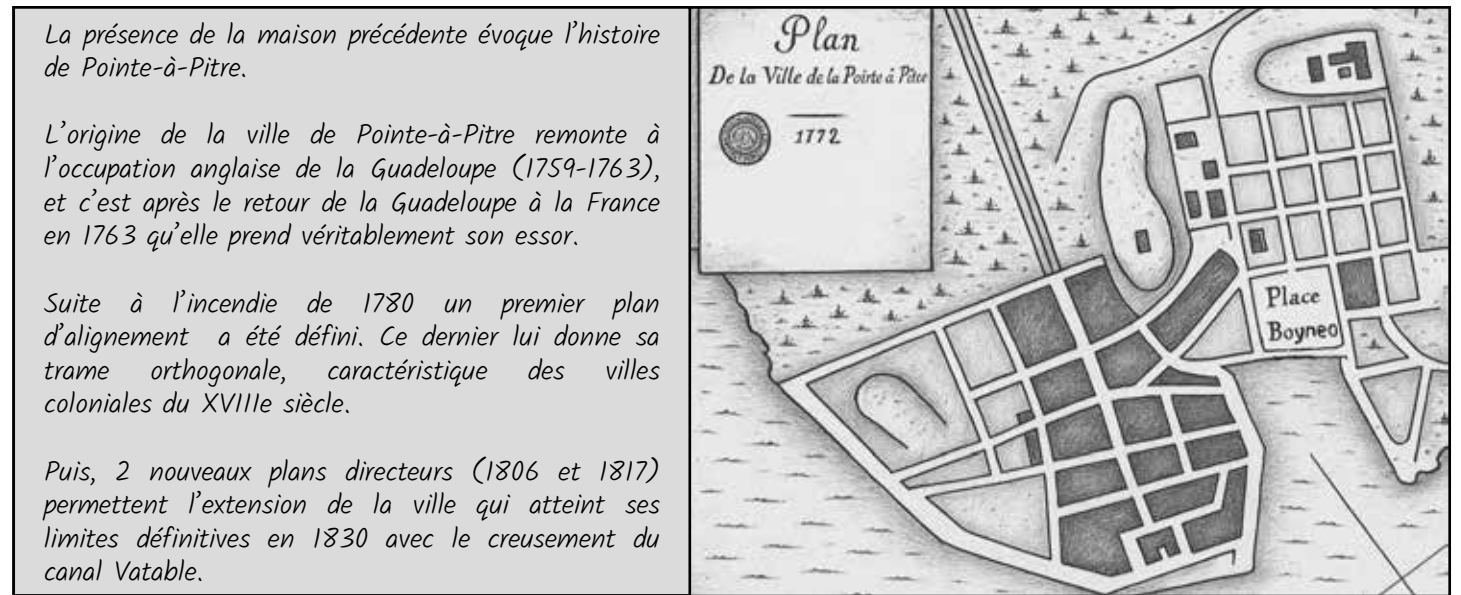 La présence de la maison précédente évoque l'histoire
de Pointe-à-Pitre.
L'origine de la ville de Pointe-à-Pitre remonte à
l'occupation anglaise de la Guadeloupe (1759-1763),
et c'est après le retour de la Guadeloupe à la France
en 1763 qu'elle prend véritablement son essor.
Suite à l'incendie de 1780 un premier plan
d'alignement a été défini. Ce dernier lui donne sa
trame orthogonale, caractéristique des villes
coloniales du XVIIIe siècle.
Puis, 2 nouveaux plans directeurs (1806 et 1817)
permettent l'extension de la ville qui atteint ses
limites définitives en 1830 avec le creusement du
canal Vatable.
Plan
De la Ville de la Pointe à Pitre
1772
Place
Boyneo